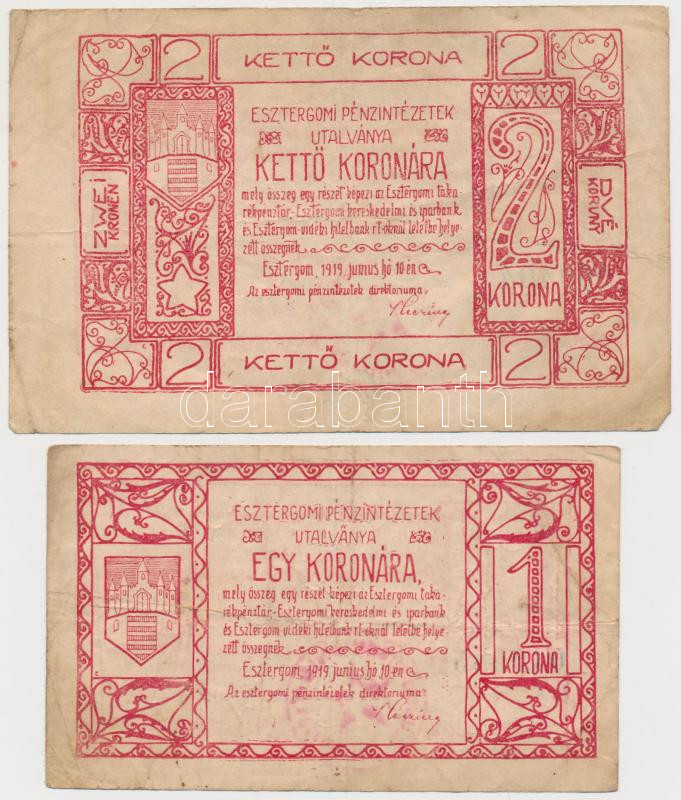 2 KETTŐ KORONA 2
ESZTERGOMI PÉNZINTÉZETEK
UTALVÁNYA
KETTŐ KORONÁRA
mely összeg egy részét képezi az Esztergomi taka-
rékpénztár-Esztergomi kereskedelmi és iparbank
és Esztergom-vidéki hitelbank rt-oknál letétbe helye-
zett összegnek
Esztergom, 1919. junius hó 10-én
Az esztergomi pénzintézetek direktoriuma:
ZWEI
KRONEN
2
KORONA
DVĚ
KORUNY
2 KETTŐ KORONA 2
darabanth
ESZTERGOMI PÉNZINTÉZETEK
UTALVÁNYA
EGY KORONÁRA,
mely összeg egy részét képezi az Esztergomi taka-
rékpénztár-Esztergomi kereskedelmi és iparbank
és Esztergom-vidéki hitelbank rt-oknál letétbe helye-
zett összegnek
Esztergom, 1919 junius hó 10-én
Az esztergomi pénzintézetek direktoriuma:
1
KORONA